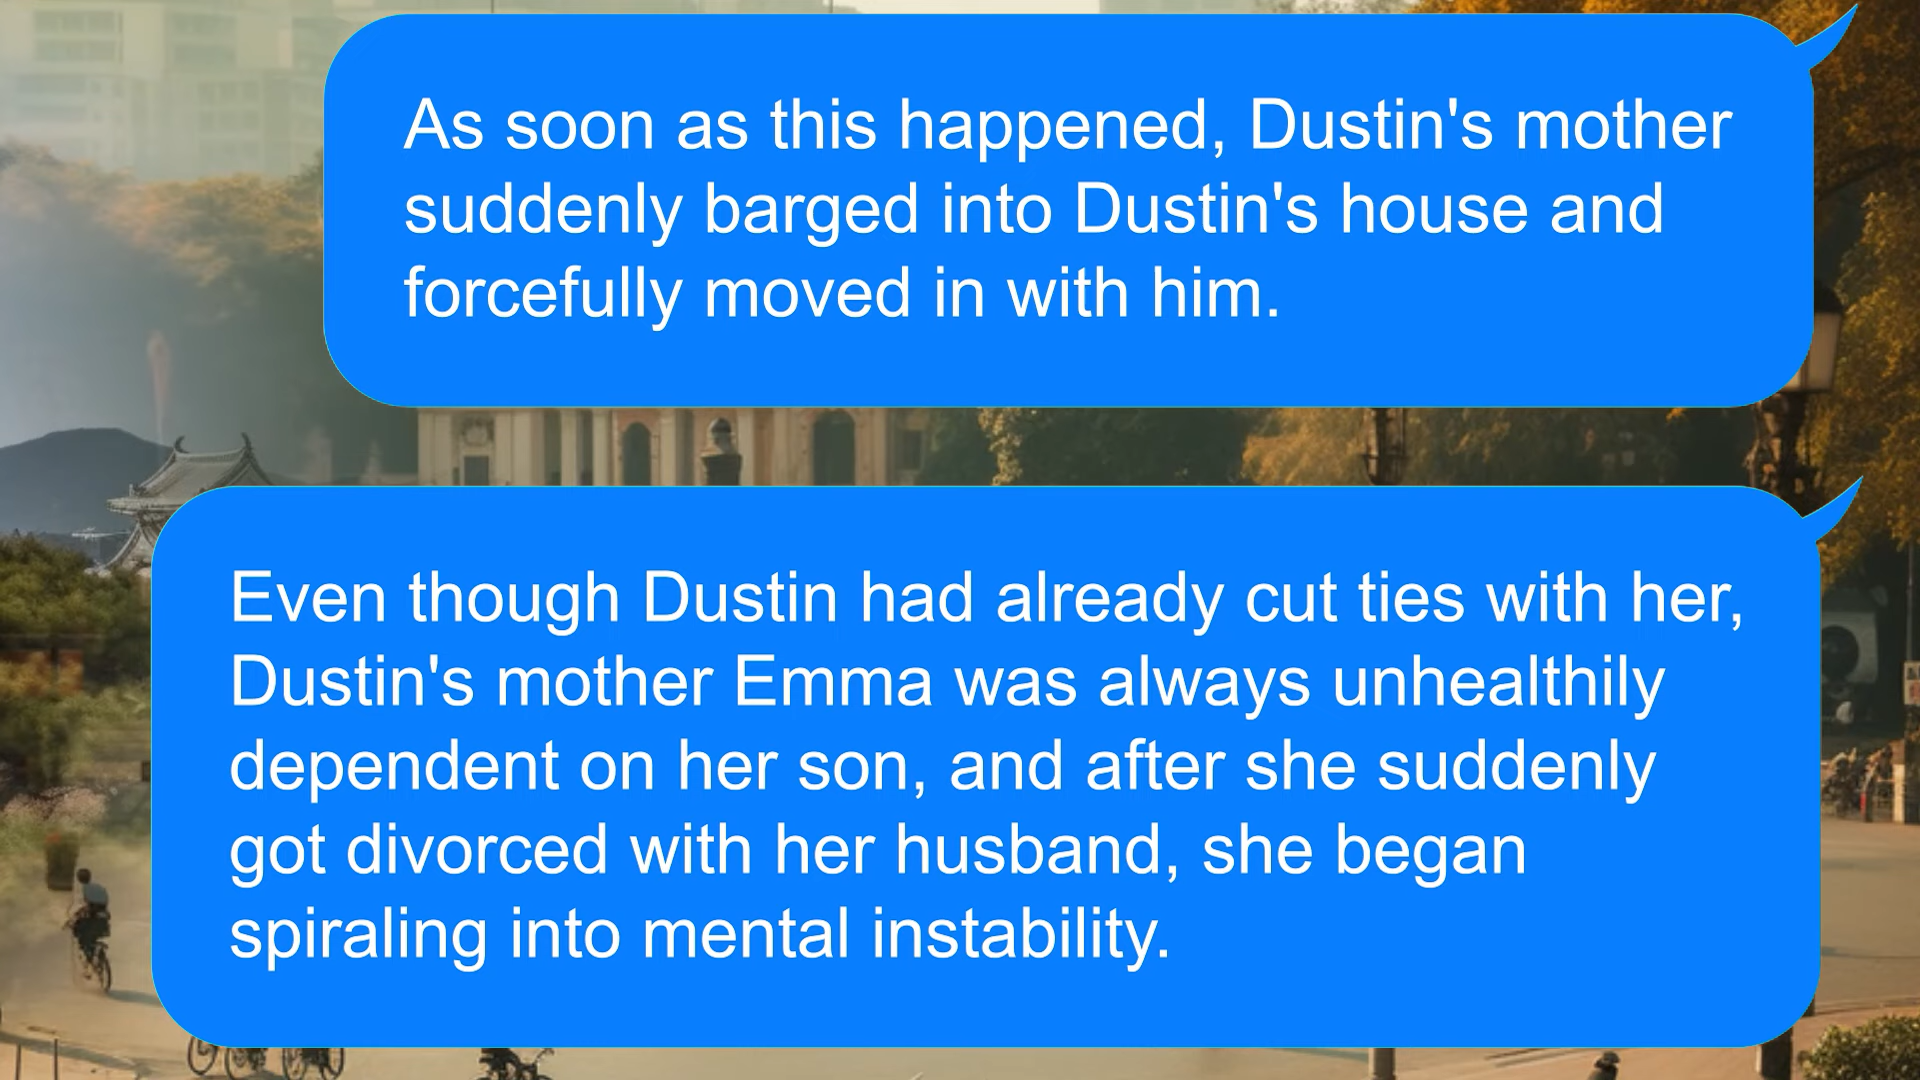 As soon as this happened, Dustin's mother
suddenly barged into Dustin's house and
forcefully moved in with him.
Even though Dustin had already cut ties with her,
Dustin's mother Emma was always unhealthily
dependent on her son, and after she suddenly
got divorced with her husband, she began
spiraling into mental instability.